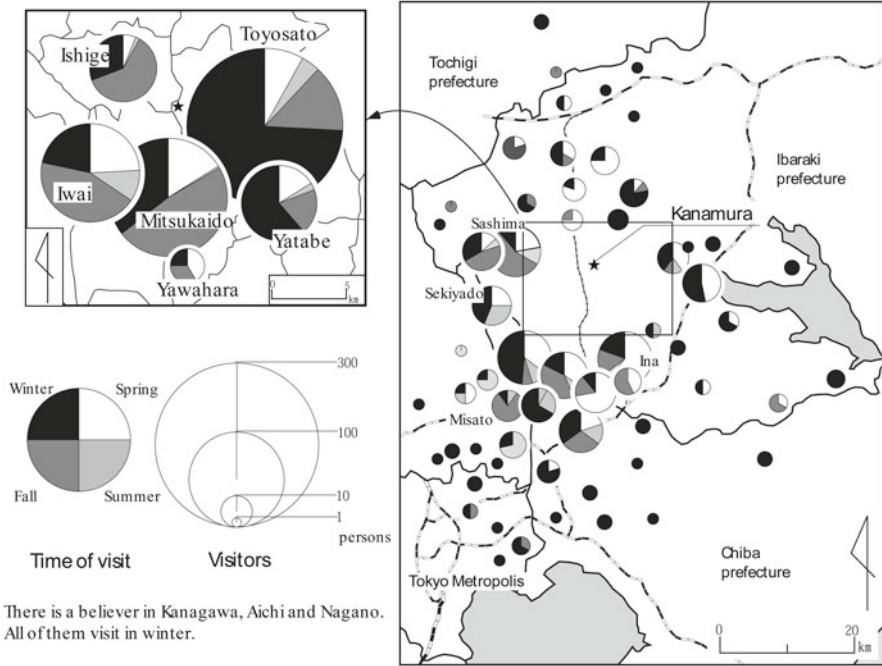 Toyosato
Ishige
Iwai
Mitsukaido
Yatabe
Yawahara
0 5
km
Tochigi
prefecture
Ibaraki
prefecture
Kanamura
Sashima
Sekiyado
Ina
Misato
Tokyo Metropolis
Chiba
prefecture
0 20
km
Winter Spring
Fall Summer
Time of visit
300
100
10
1
persons
Visitors
There is a believer in Kanagawa, Aichi and Nagano.
All of them visit in winter.